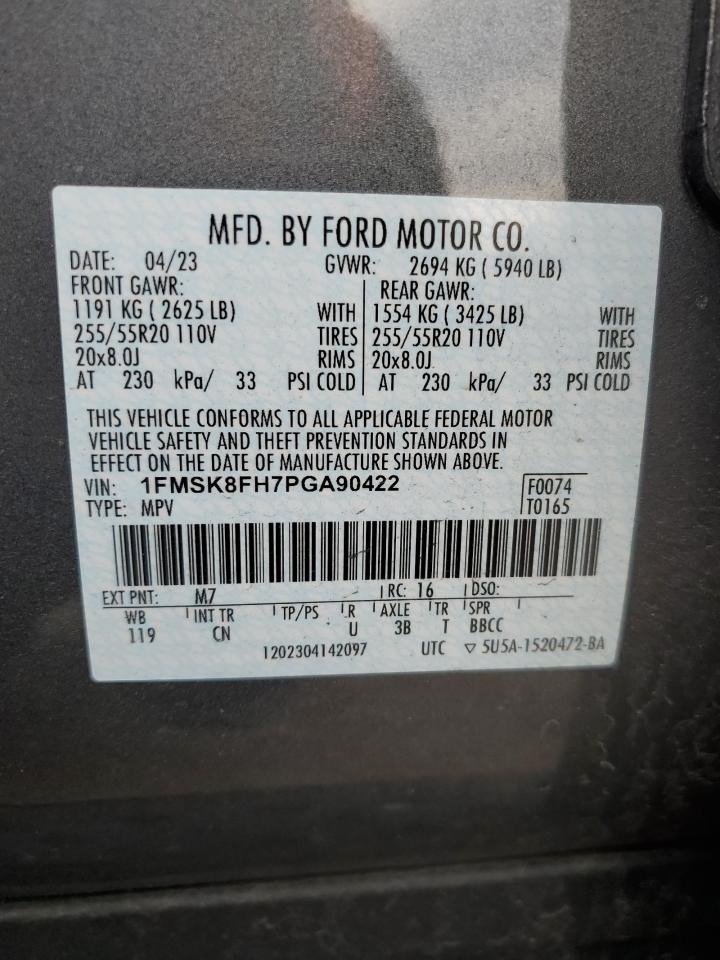 MFD. BY FORD MOTOR CO.
DATE: 04/23 GVWR: 2694 KG ( 5940 LB)
FRONT GAWR: REAR GAWR:
1191 KG ( 2625 LB) WITH 1554 KG ( 3425 LB) WITH
255/55R20 110V TIRES 255/55R20 110V TIRES
20x8.0J RIMS 20x8.0J RIMS
AT 230 kPa/ 33 PSI COLD AT 230 kPa/ 33 PSI COLD
THIS VEHICLE CONFORMS TO ALL APPLICABLE FEDERAL MOTOR
VEHICLE SAFETY AND THEFT PREVENTION STANDARDS IN
EFFECT ON THE DATE OF MANUFACTURE SHOWN ABOVE.
VIN: 1FMSK8FH7PGA90422 F0074
TYPE: MPV T0165
EXT PNT: M7 RC: 16 DSO:
WB INT TR TP/PS R AXLE TR SPR
119 CN U 3B T BBCC
1202304142097 UTC ▽ 5U5A-1520472-BA